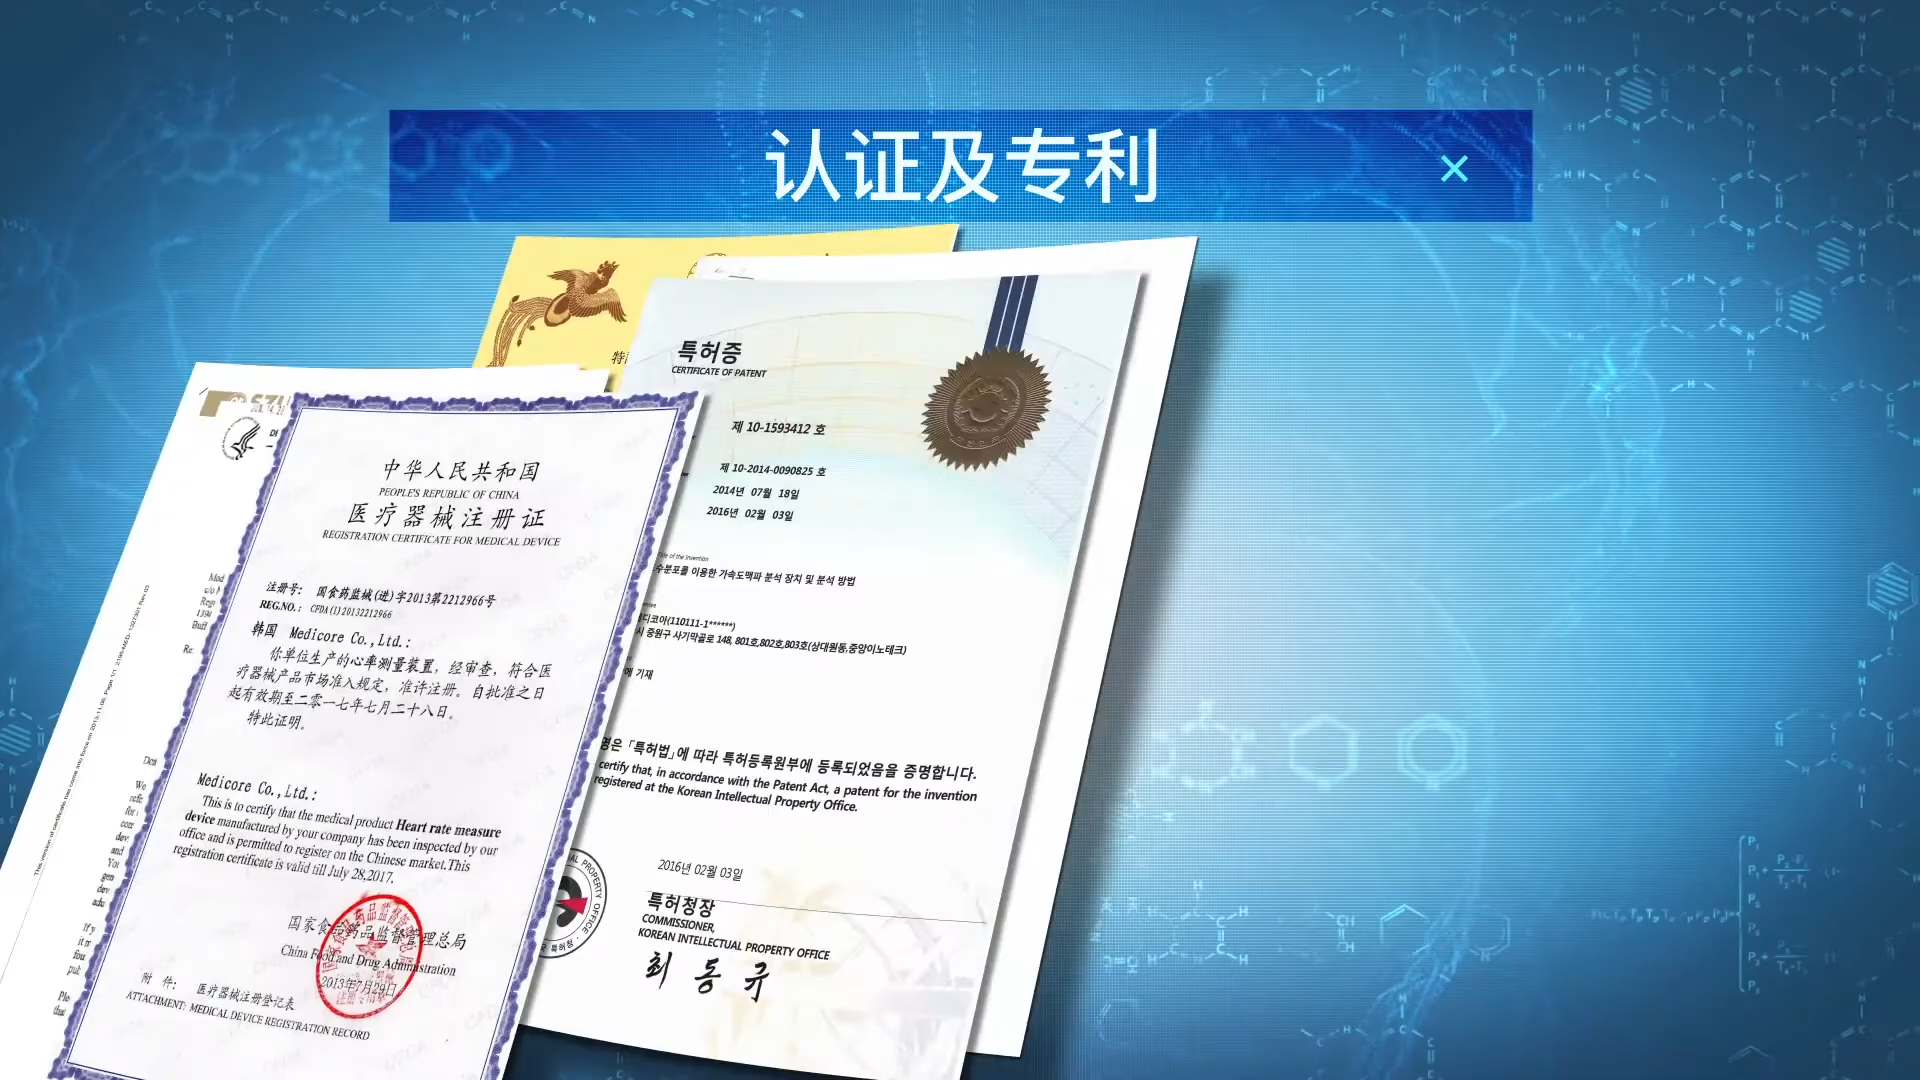 认证及专利
中华人民共和国
PEOPLE'S REPUBLIC OF CHINA
医疗器械注册证
REGISTRATION CERTIFICATE FOR MEDICAL DEVICE
注册号: 国食药监械(进)字2013第2212966号
REG.NO.: CFDA(I)20132212966
韩国 Medicore Co.,Ltd.:
你单位生产的心率测量装置, 经审查, 符合医
疗器械产品市场准入规定, 准许注册。自批准之日
起有效期至二零一七年七月二十八日。
特此证明。
Medicore Co.,Ltd.:
This is to certify that the medical product Heart rate measure
device manufactured by your company has been inspected by our
office and is permitted to register on the Chinese market.This
registration certificate is valid till July 28,2017.
国家食品药品监督管理总局
China Food and Drug Administration
2013年7月29日
附 件: 医疗器械注册登记表
ATTACHMENT: MEDICAL DEVICE REGISTRATION RECORD
특허증
CERTIFICATE OF PATENT
제 10-1593412 호
제 10-2014-0090825 호
2014년 07월 18일
2016년 02월 03일
Title of the Invention
수분포를 이용한 가속도맥파 분석 장치 및 분석 방법
디코아(110111-1******)
시 중원구 사기막골로 148, 801호,802호,803호(상대원동,중앙이노테크)
에 기재
명은 「특허법」에 따라 특허등록원부에 등록되었음을 증명합니다.
certify that, in accordance with the Patent Act, a patent for the invention
registered at the Korean Intellectual Property Office.
2016년 02월 03일
특허청장
COMMISSIONER,
KOREAN INTELLECTUAL PROPERTY OFFICE
최동규